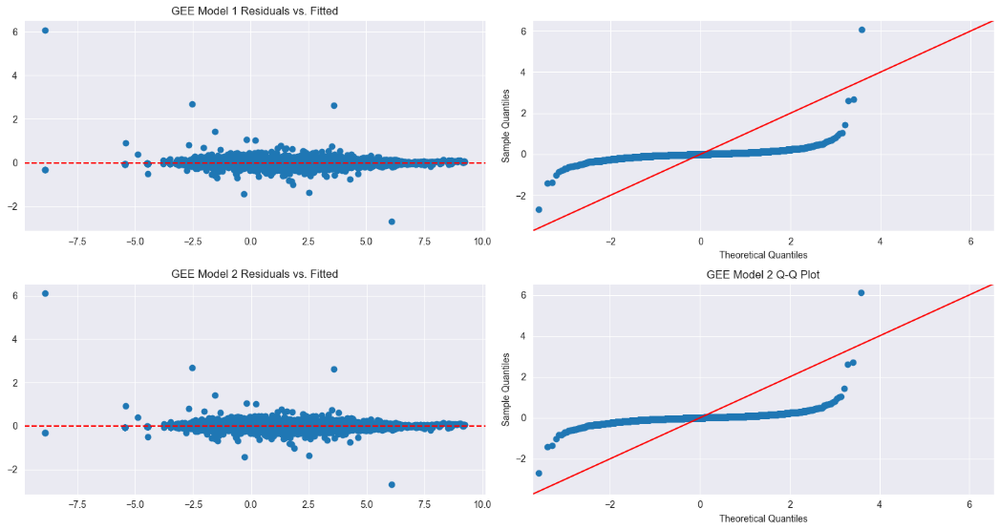 GEE Model 1 Residuals vs. Fitted
6
4
2
0
−2
−7.5 −5.0 −2.5 0.0 2.5 5.0 7.5 10.0
Sample Quantiles
6
4
2
0
−2
−2 0 2 4 6
Theoretical Quantiles
GEE Model 2 Residuals vs. Fitted
6
4
2
0
−2
−7.5 −5.0 −2.5 0.0 2.5 5.0 7.5 10.0
GEE Model 2 Q-Q Plot
Sample Quantiles
6
4
2
0
−2
−2 0 2 4 6
Theoretical Quantiles